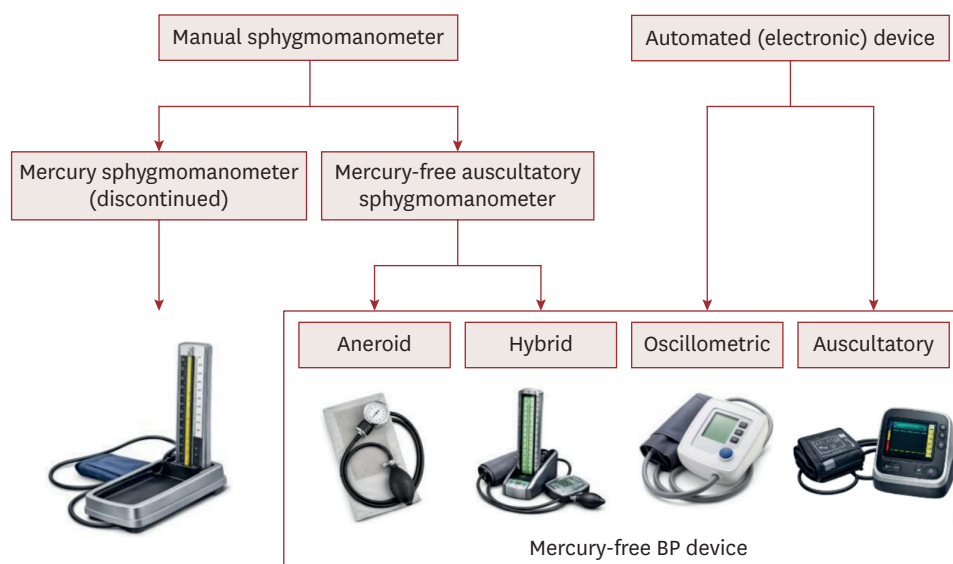 Manual sphygmomanometer
Automated (electronic) device
Mercury sphygmomanometer
(discontinued)
Mercury-free auscultatory
sphygmomanometer
Aneroid
Hybrid
Oscillometric
Auscultatory
Mercury-free BP device